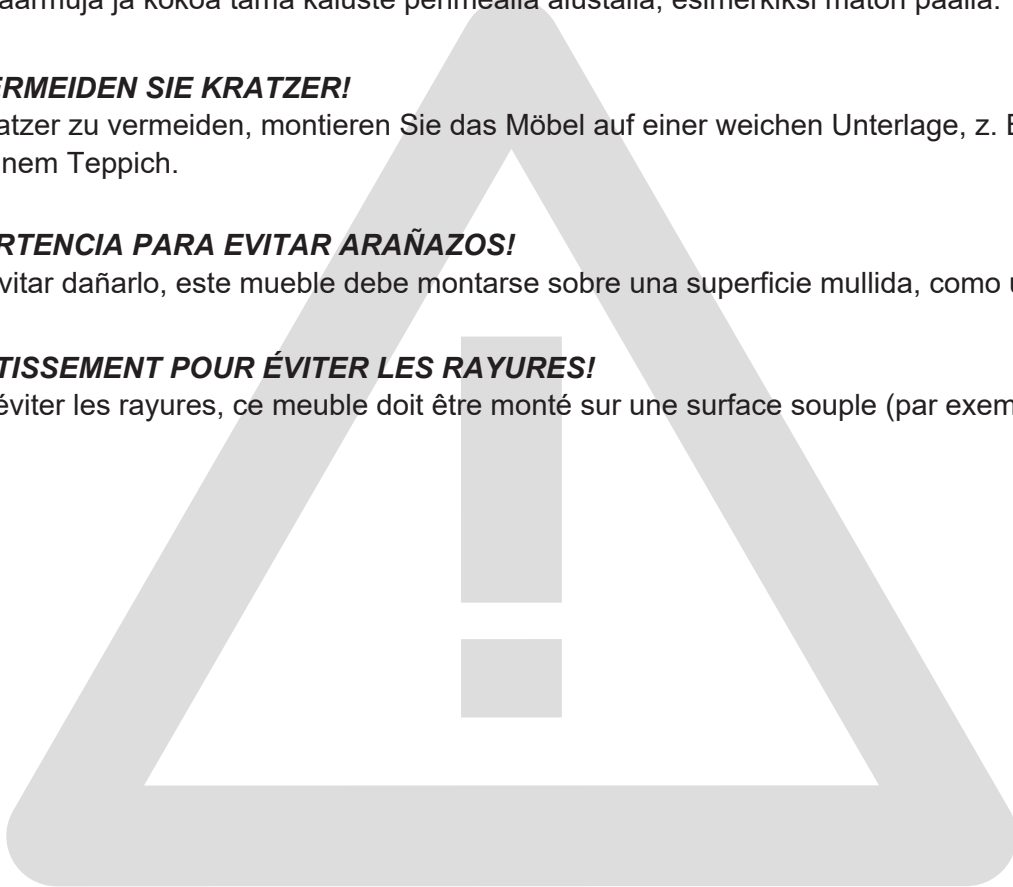 ja kokoa tämä kaluste pehmeällä alustalla, esimerkiksi maton päällä.
ERMEIDEN SIE KRATZER!
atzer zu vermeiden, montieren Sie das Möbel auf einer weichen Unterlage, z.
nem Teppich.
RTENCIA PARA EVITAR ARAÑAZOS!
vitar dañarlo, este mueble debe montarse sobre una superficie mullida, como
TISSEMENT POUR ÉVITER LES RAYURES!
éviter les rayures, ce meuble doit être monté sur une surface souple (par exem